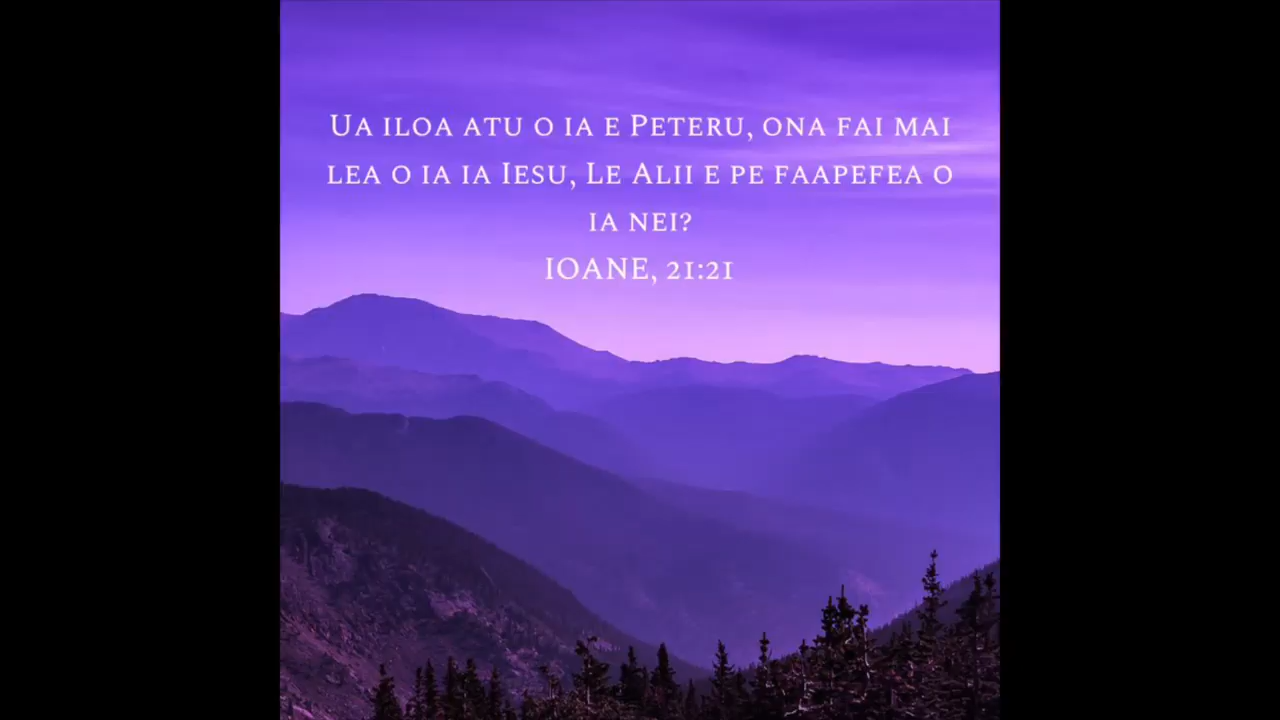 Ua iloa atu o ia e Peteru, ona fai mai
lea o ia ia Iesu, Le Alii e pe faapefea o
ia nei?
IOANE, 21:21